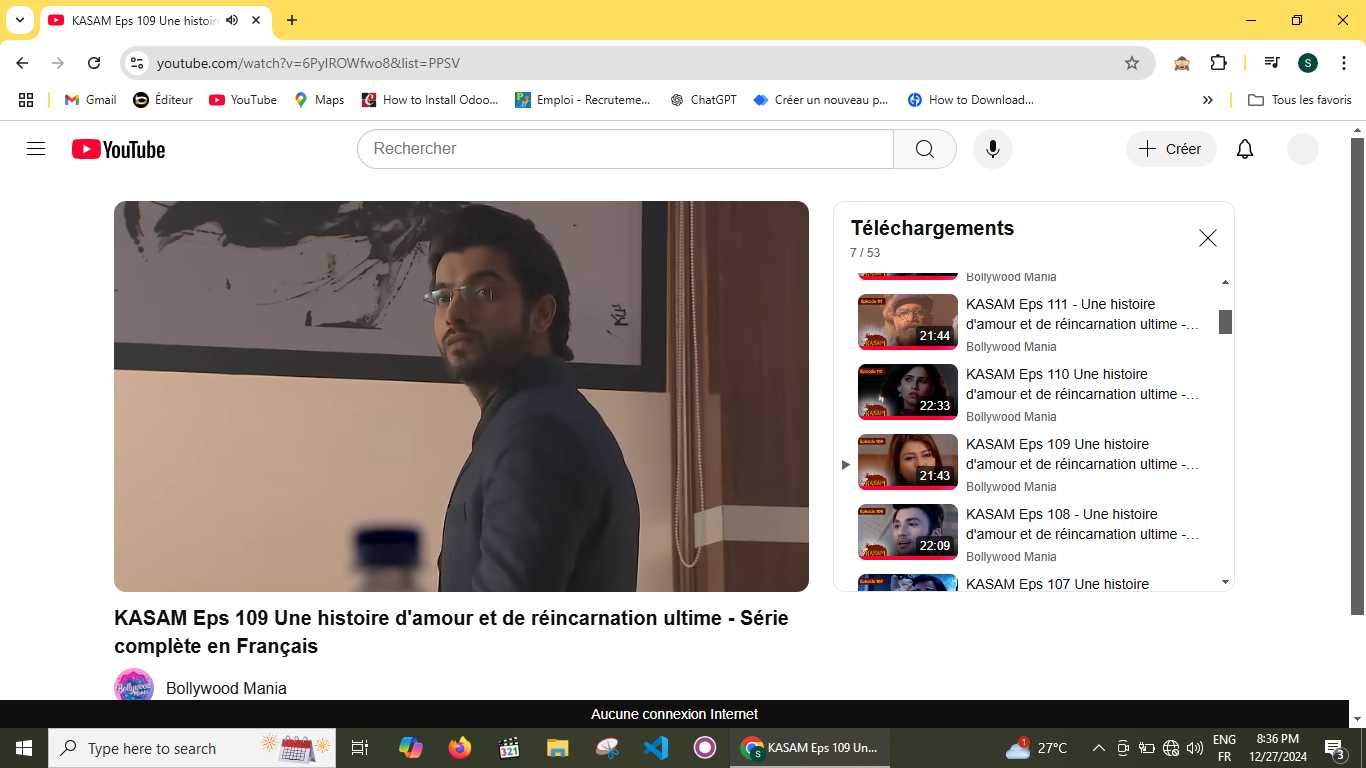 KASAM Eps 109 Une histoir
youtube.com/watch?v=6PyIROWfwo8&list=PPSV
S
Gmail
Éditeur
YouTube
Maps
How to Install Odoo...
Emploi - Recruteme...
ChatGPT
Créer un nouveau p...
How to Download...
Tous les favoris
YouTube
Rechercher
Créer
Téléchargements
7 / 53
Bollywood Mania
KASAM Eps 111 - Une histoire
d'amour et de réincarnation ultime -...
Bollywood Mania
21:44
KASAM Eps 110 Une histoire
d'amour et de réincarnation ultime -...
Bollywood Mania
22:33
KASAM Eps 109 Une histoire
d'amour et de réincarnation ultime -...
Bollywood Mania
21:43
KASAM Eps 108 - Une histoire
d'amour et de réincarnation ultime -...
Bollywood Mania
22:09
KASAM Eps 107 Une histoire
KASAM Eps 109 Une histoire d'amour et de réincarnation ultime - Série
complète en Français
Bollywood Mania
Aucune connexion Internet
Type here to search
KASAM Eps 109 Un...
27°C
ENG
FR
8:36 PM
12/27/2024
3